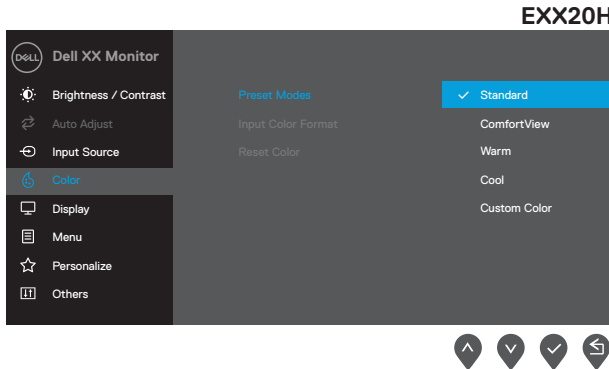 EXX20H
DELL Dell XX Monitor
Brightness / Contrast Preset Modes Standard
Auto Adjust Input Color Format ComfortView
Input Source Reset Color Warm
Color Cool
Display Custom Color
Menu
Personalize
Others